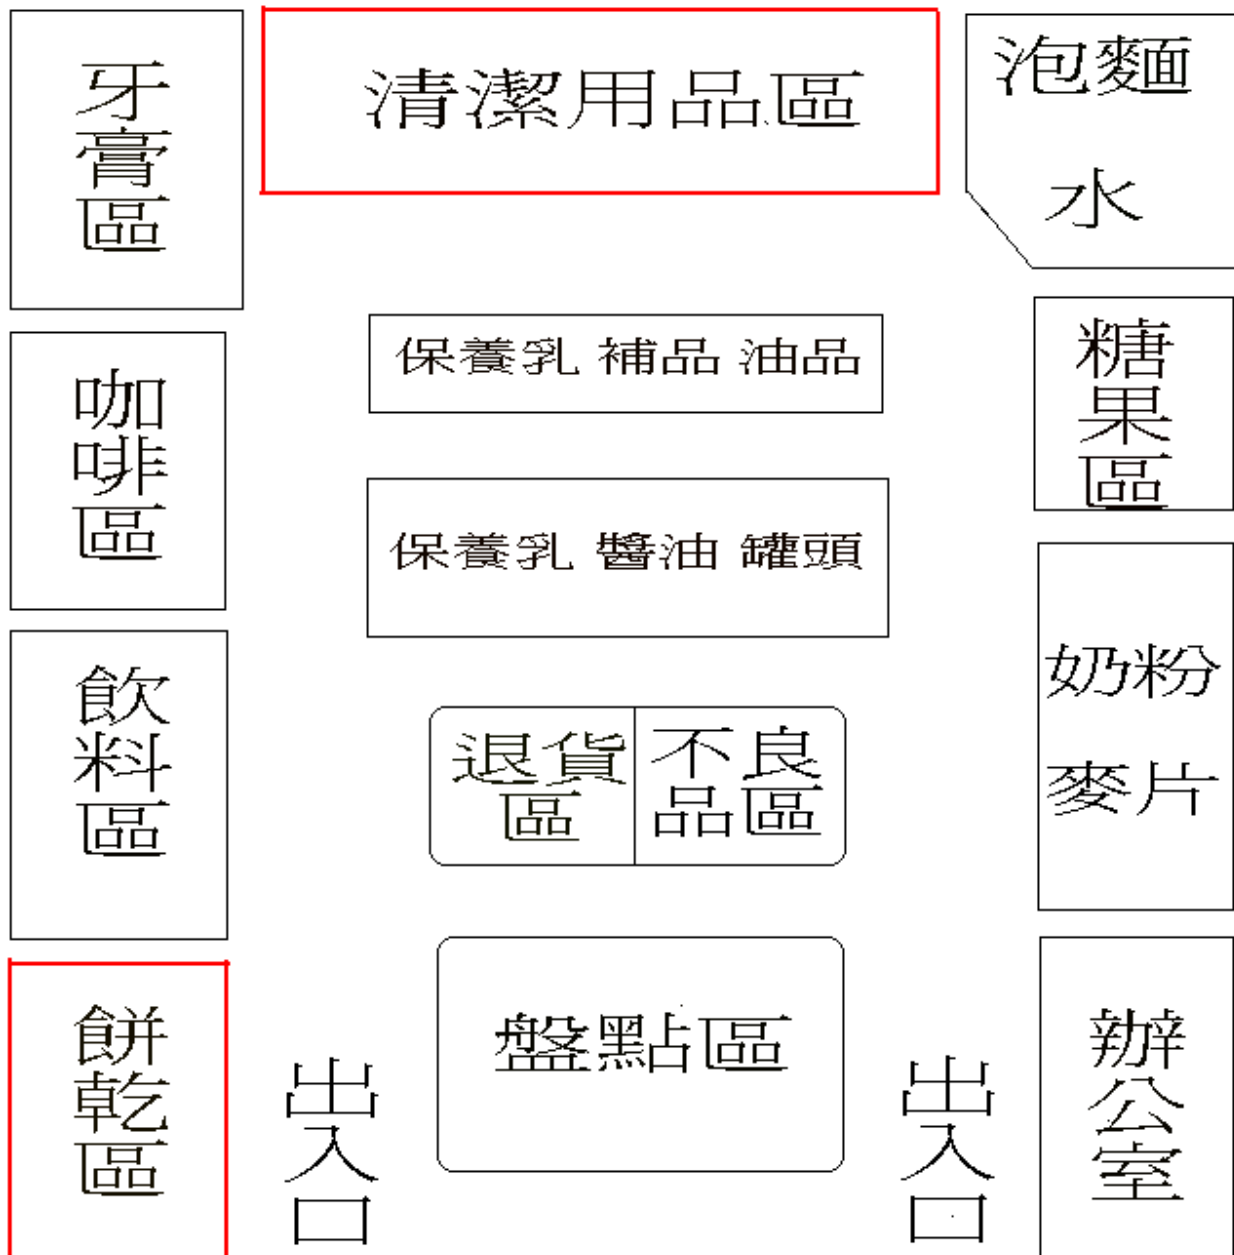 牙膏區
清潔用品區
泡麵
水
保養乳 補品 油品
糖果區
咖啡區
保養乳 醬油 罐頭
飲料區
退貨區
不良品區
奶粉
麥片
餅乾區
出入口
盤點區
出入口
辦公室